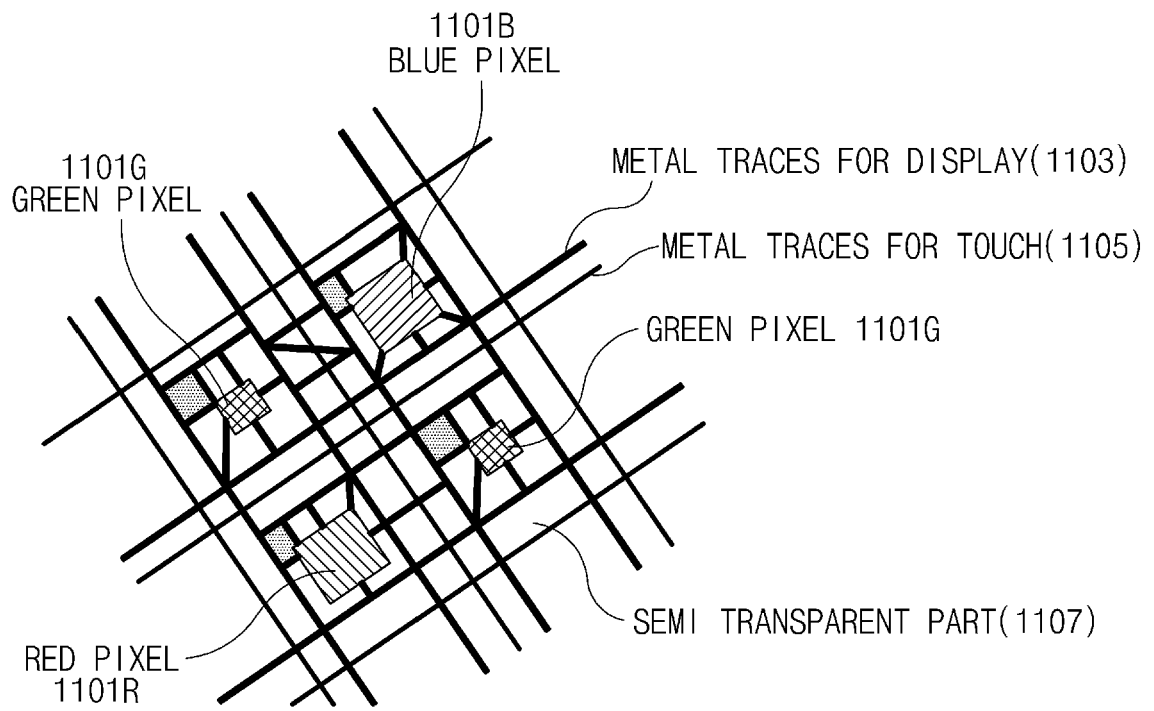 1101B
BLUE PIXEL
1101G
GREEN PIXEL
METAL TRACES FOR DISPLAY(1103)
METAL TRACES FOR TOUCH(1105)
GREEN PIXEL 1101G
SEMI TRANSPARENT PART(1107)
RED PIXEL
1101R